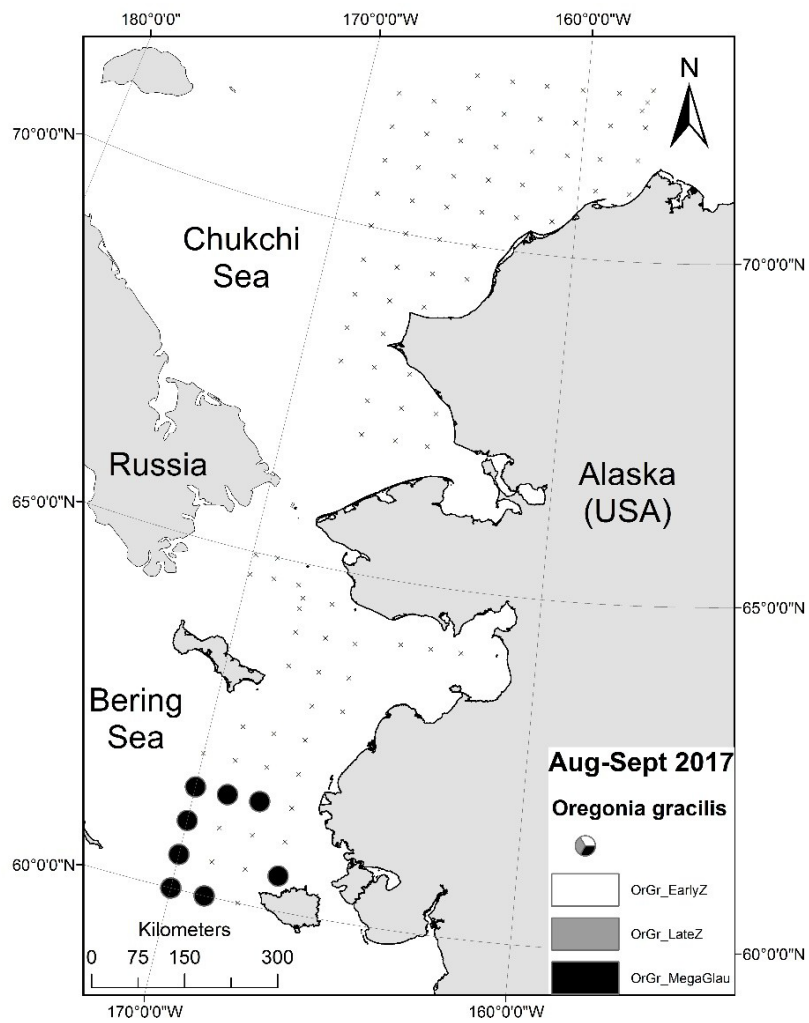 180°0'0"
170°0'0"W
160°0'0"W
N
70°0'0"N
Chukchi
Sea
70°0'0"N
Russia
Alaska
(USA)
65°0'0"N
65°0'0"N
Bering
Sea
Aug-Sept 2017
Oregonia gracilis
60°0'0"N
OrGr_EarlyZ
Kilometers
OrGr_LateZ
60°0'0"N
0 75 150 300
OrGr_MegaGlau
170°0'0"W
160°0'0"W